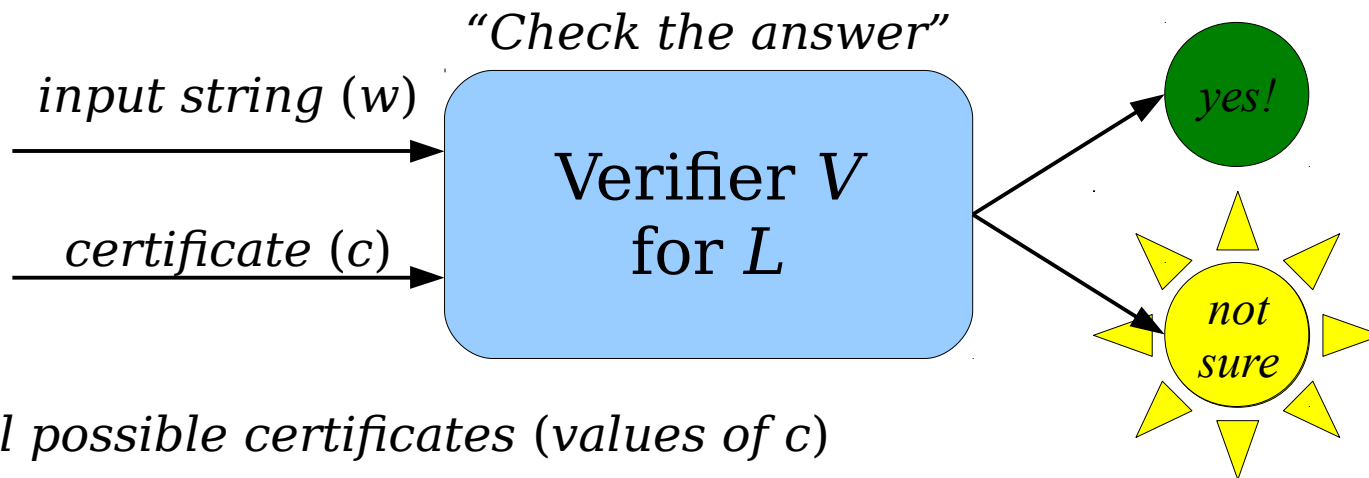 “Check the answer”
input string (w)
certificate (c)
Verifier V
for L
yes!
not
sure
l possible certificates (values of c)